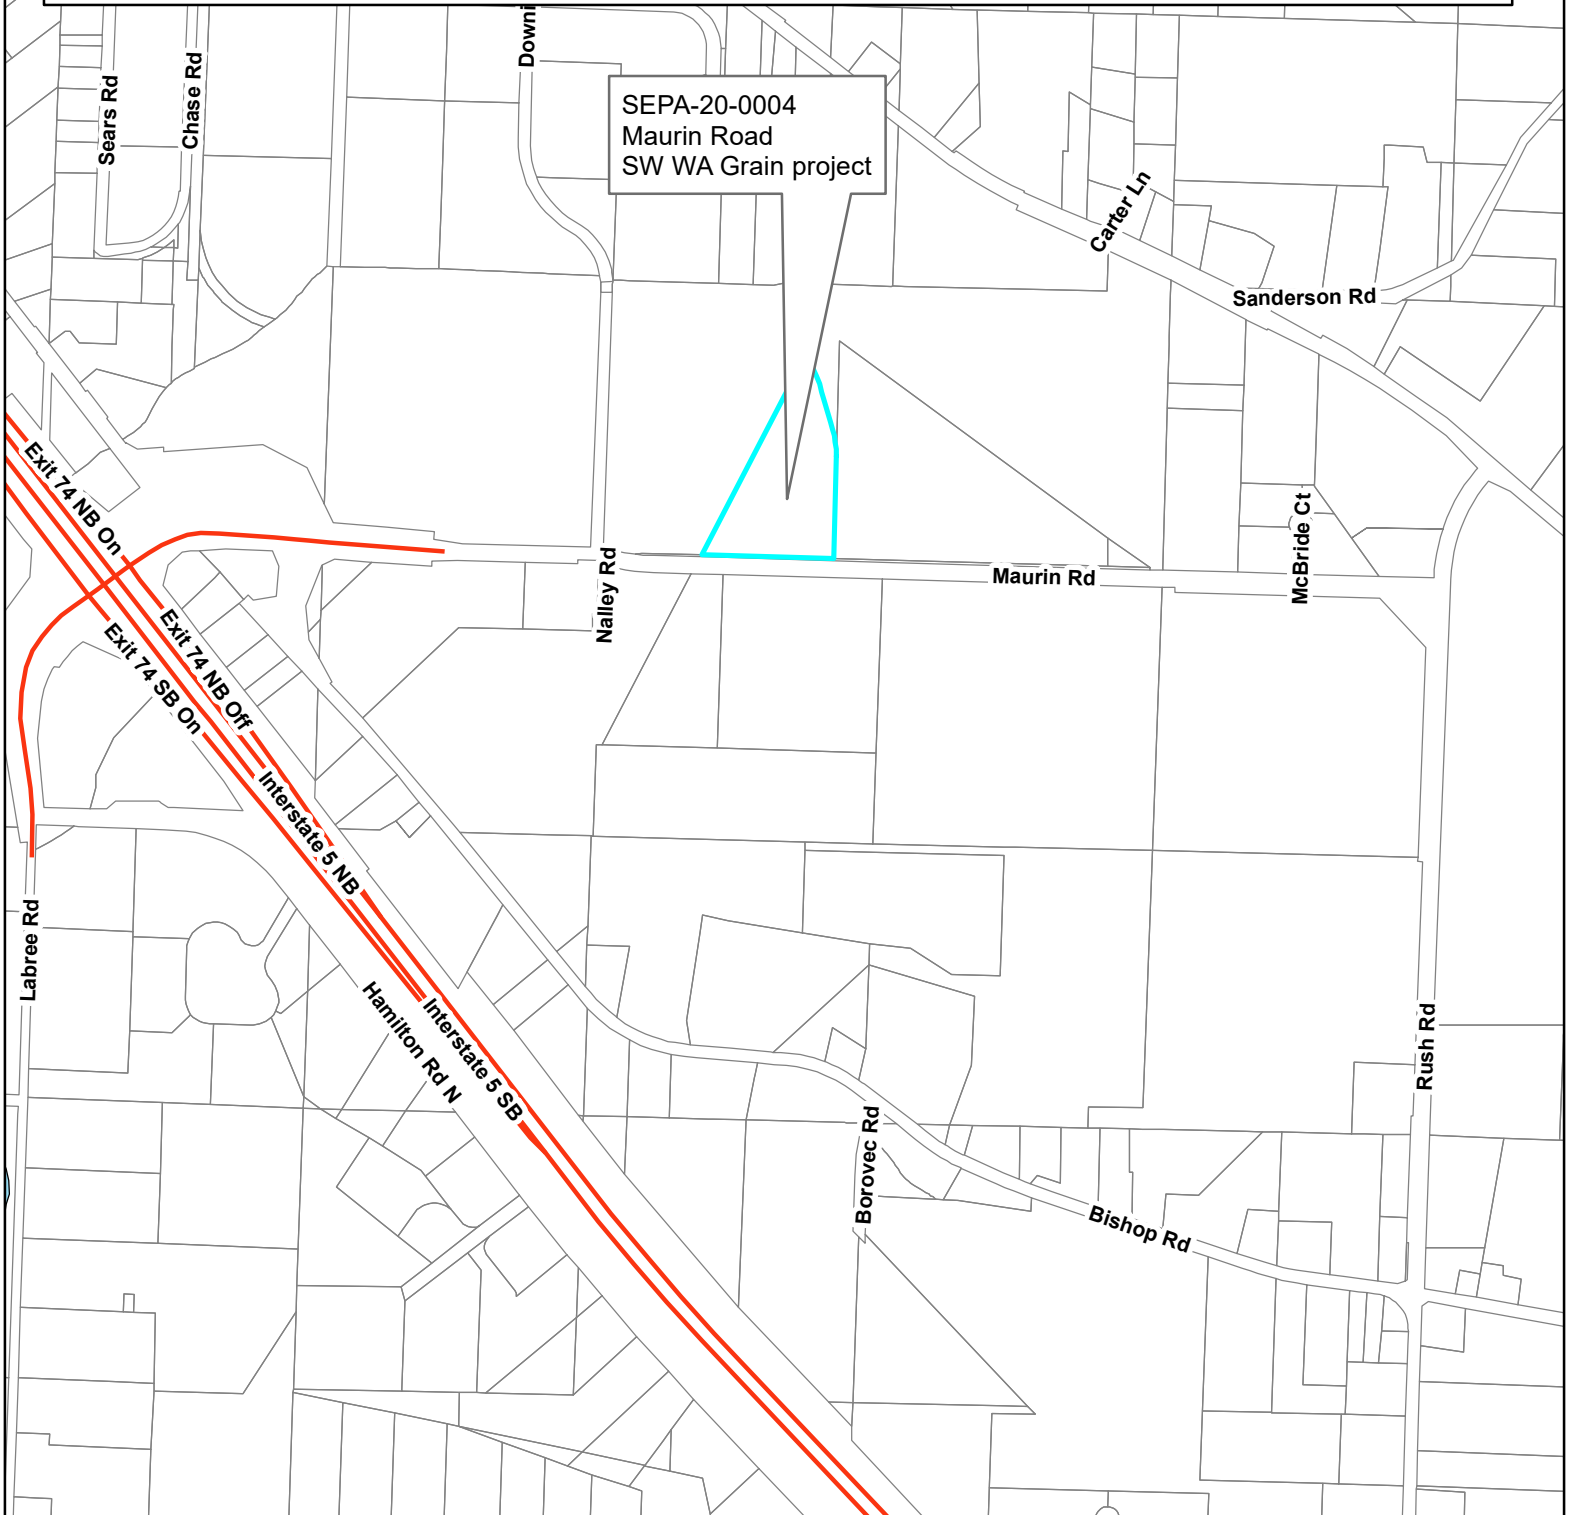 Sears Rd
Chase Rd
Downi
SEPA-20-0004
Maurin Road
SW WA Grain project
Carter Ln
Sanderson Rd
Exit 74 NB On
Nalley Rd
Maurin Rd
McBride Ct
Exit 74 NB Off
Exit 74 SB On
Interstate 5 NB
Labree Rd
Hamilton Rd N
Interstate 5 SB
Rush Rd
Borovec Rd
Bishop Rd